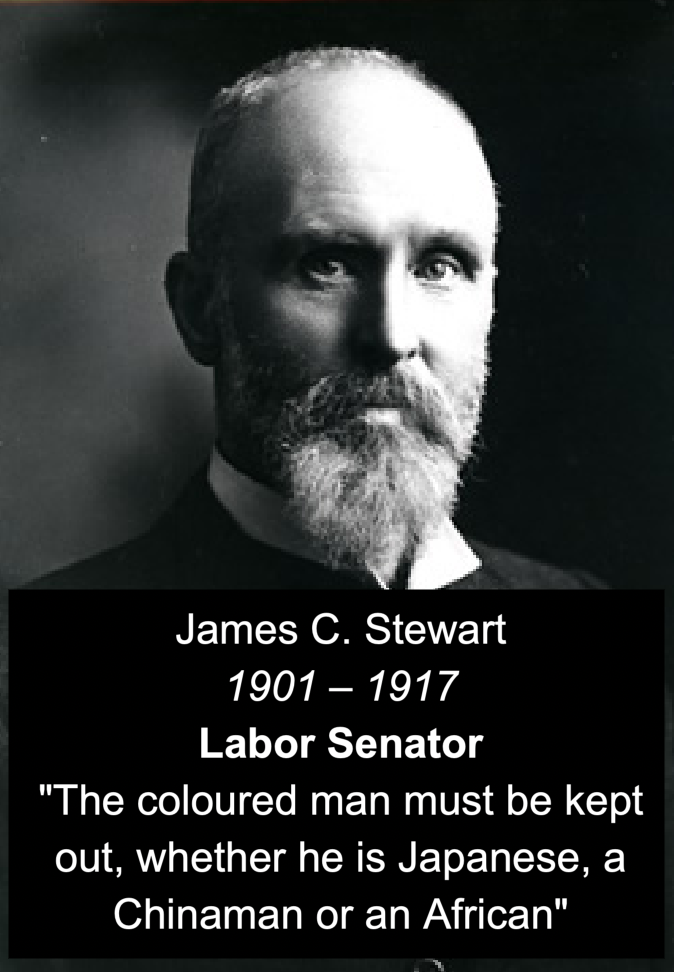 James C. Stewart
1901 – 1917
Labor Senator
"The coloured man must be kept
out, whether he is Japanese, a
Chinaman or an African"